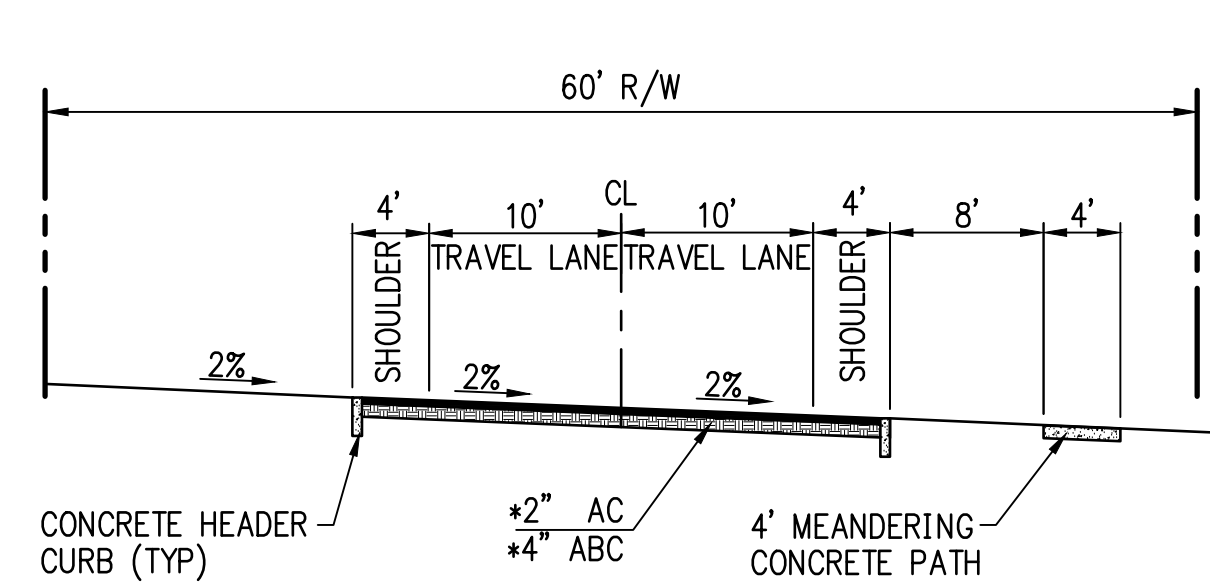 60' R/W
CL
4'
10'
10'
4'
8'
4'
SHOULDER
TRAVEL LANE
TRAVEL LANE
SHOULDER
2%
2%
2%
*2" AC
*4" ABC
CONCRETE HEADER
CURB (TYP)
4' MEANDERING
CONCRETE PATH